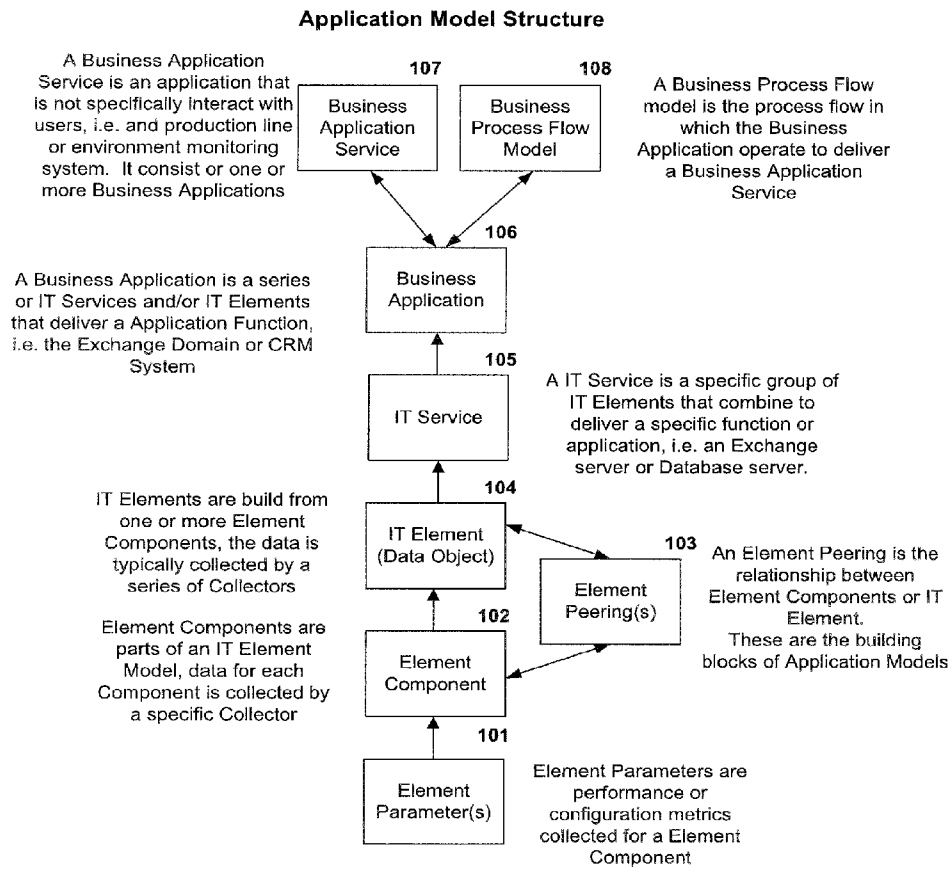 Application Model Structure
A Business Application
Service is an application that
is not specifically interact with
users, i.e. and production line
or environment monitoring
system. It consist or one or
more Business Applications
107
Business
Application
Service
108
Business
Process Flow
Model
A Business Process Flow
model is the process flow in
which the Business
Application operate to deliver
a Business Application
Service
106
Business
Application
A Business Application is a series
or IT Services and/or IT Elements
that deliver a Application Function,
i.e. the Exchange Domain or CRM
System
105
IT Service
A IT Service is a specific group of
IT Elements that combine to
deliver a specific function or
application, i.e. an Exchange
server or Database server.
IT Elements are build from
one or more Element
Components, the data is
typically collected by a
series of Collectors
104
IT Element
(Data Object)
103
Element
Peering(s)
An Element Peering is the
relationship between
Element Components or IT
Element.
These are the building
blocks of Application Models
Element Components are
parts of an IT Element
Model, data for each
Component is collected by
a specific Collector
102
Element
Component
101
Element
Parameter(s)
Element Parameters are
performance or
configuration metrics
collected for a Element
Component